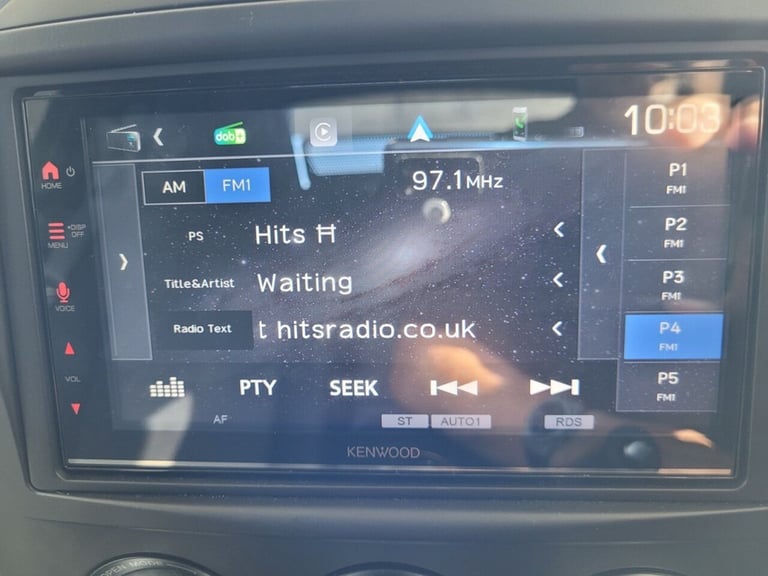 dab+
10:03
HOME
AM FM1
97.1MHz
P1
FM1
MENU
DISP
OFF
PS Hits Ħ
P2
FM1
Title&Artist Waiting
P3
FM1
VOICE
Radio Text t hitsradio.co.uk
P4
FM1
VOL
PTY SEEK
P5
FM1
AF ST AUTO1 RDS
KENWOOD
OPEN